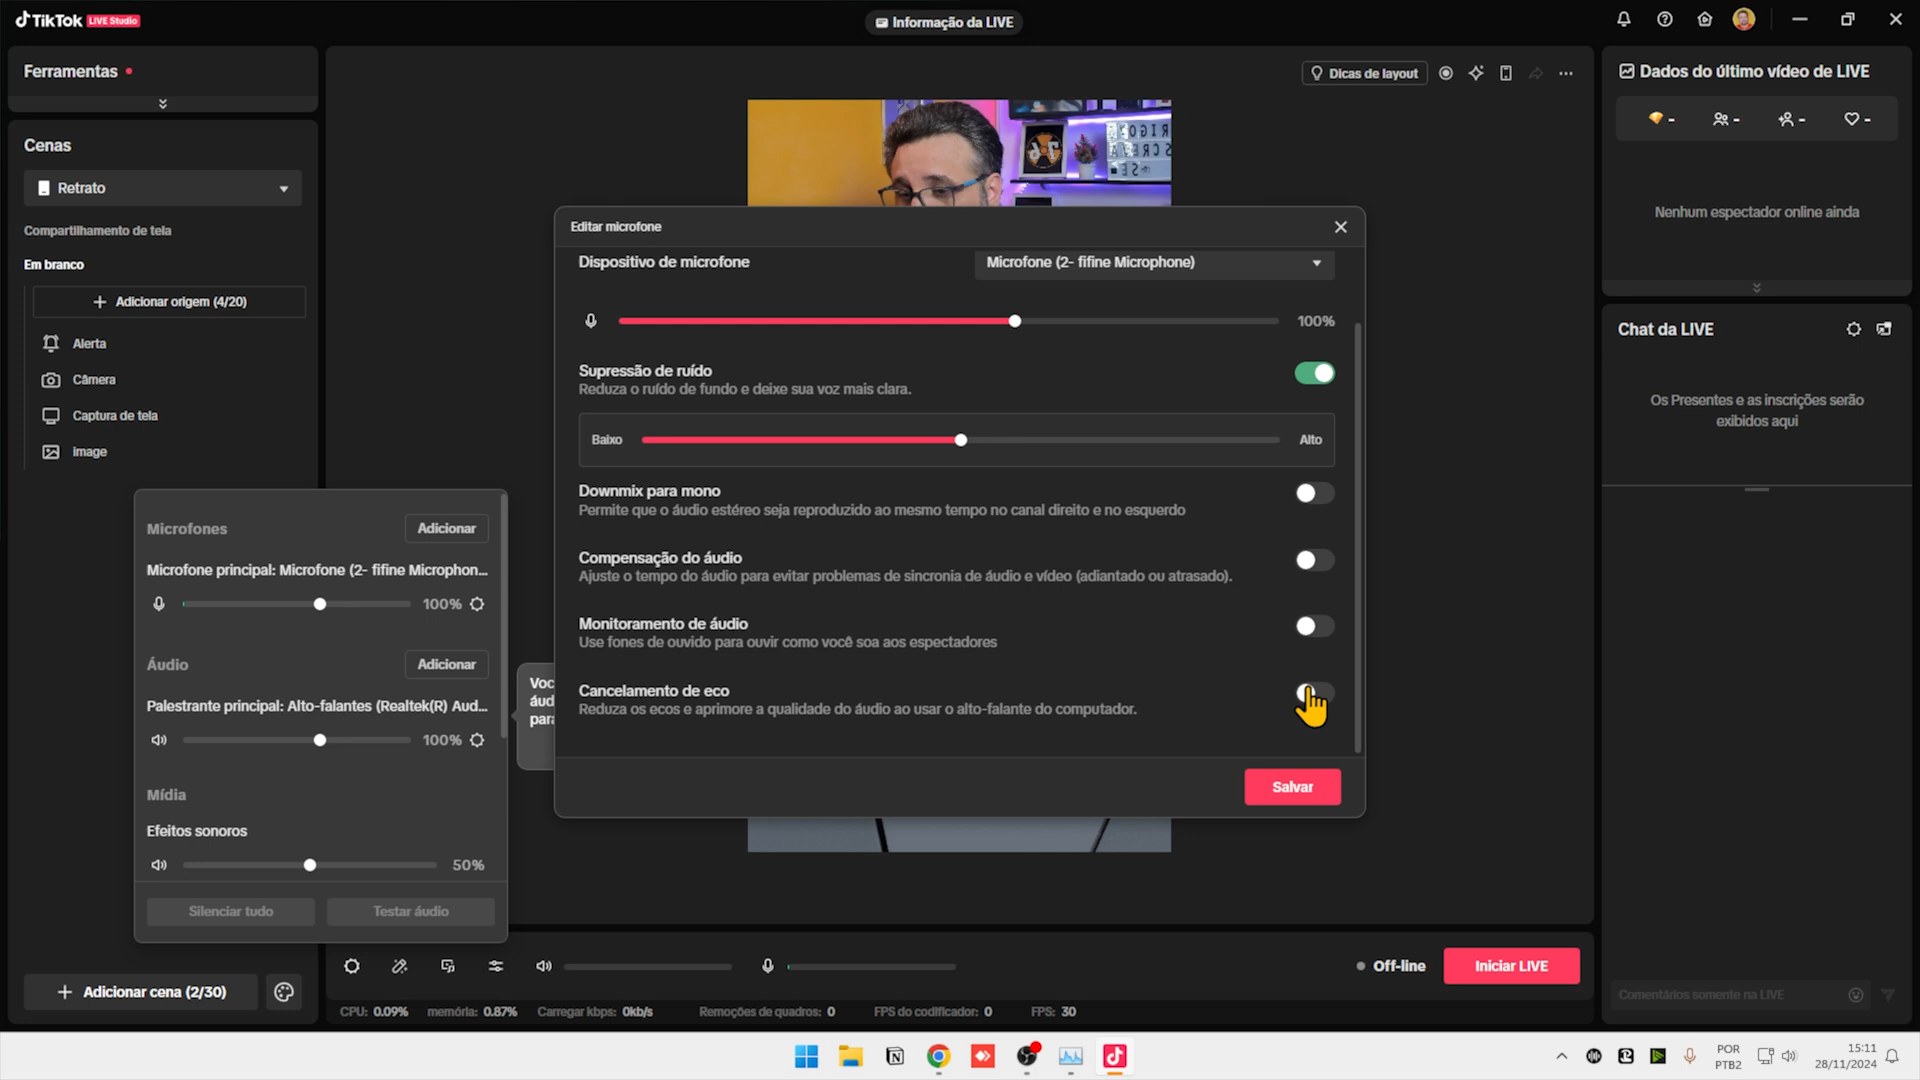 TikTok LIVE Studio
Informação da LIVE
Ferramentas
Cenas
Retrato
Compartilhamento de tela
Em branco
Adicionar origem (4/20)
Alerta
Câmera
Captura de tela
Image
Microfones
Adicionar
Microfone principal: Microfone (2- fifine Microphon...
100%
Áudio
Adicionar
Palestrante principal: Alto-falantes (Realtek(R) Aud...
100%
Mídia
Efeitos sonoros
50%
Silenciar tudo
Testar áudio
Adicionar cena (2/30)
Dicas de layout
Editar microfone
Dispositivo de microfone
Microfone (2- fifine Microphone)
100%
Supressão de ruído
Reduza o ruído de fundo e deixe sua voz mais clara.
Baixo
Alto
Downmix para mono
Permite que o áudio estéreo seja reproduzido ao mesmo tempo no canal direito e no esquerdo
Compensação do áudio
Ajuste o tempo do áudio para evitar problemas de sincronia de áudio e vídeo (adiantado ou atrasado).
Monitoramento de áudio
Use fones de ouvido para ouvir como você soa aos espectadores
Cancelamento de eco
Reduza os ecos e aprimore a qualidade do áudio ao usar o alto-falante do computador.
Salvar
Voc
áud
para
Off-line
Iniciar LIVE
CPU: 0.09%
memória: 0.87%
Carregar kbps: 0kb/s
Remoções de quadros: 0
FPS do codificador: 0
FPS: 30
Dados do último vídeo de LIVE
-
-
-
-
Nenhum espectador online ainda
Chat da LIVE
Os Presentes e as inscrições serão
exibidos aqui
Comentários somente na LIVE
POR
PTB2
15:11
28/11/2024